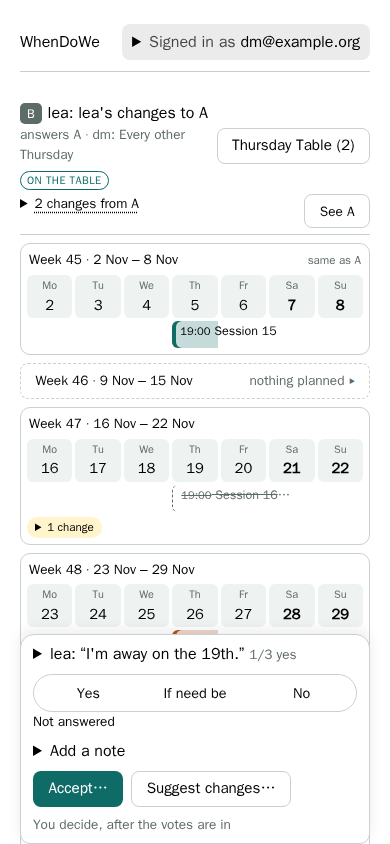 WhenDoWe
Signed in as dm@example.org
B lea: lea's changes to A
answers A · dm: Every other
Thursday
Thursday Table (2)
ON THE TABLE
2 changes from A
See A
Week 45 · 2 Nov – 8 Nov same as A
Mo Tu We Th Fr Sa Su
2 3 4 5 6 7 8
19:00 Session 15
Week 46 · 9 Nov – 15 Nov nothing planned ▸
Week 47 · 16 Nov – 22 Nov
Mo Tu We Th Fr Sa Su
16 17 18 19 20 21 22
19:00 Session 16…
1 change
Week 48 · 23 Nov – 29 Nov
Mo Tu We Th Fr Sa Su
23 24 25 26 27 28 29
lea: “I'm away on the 19th.” 1/3 yes
Yes If need be No
Not answered
Add a note
Accept… Suggest changes…
You decide, after the votes are in